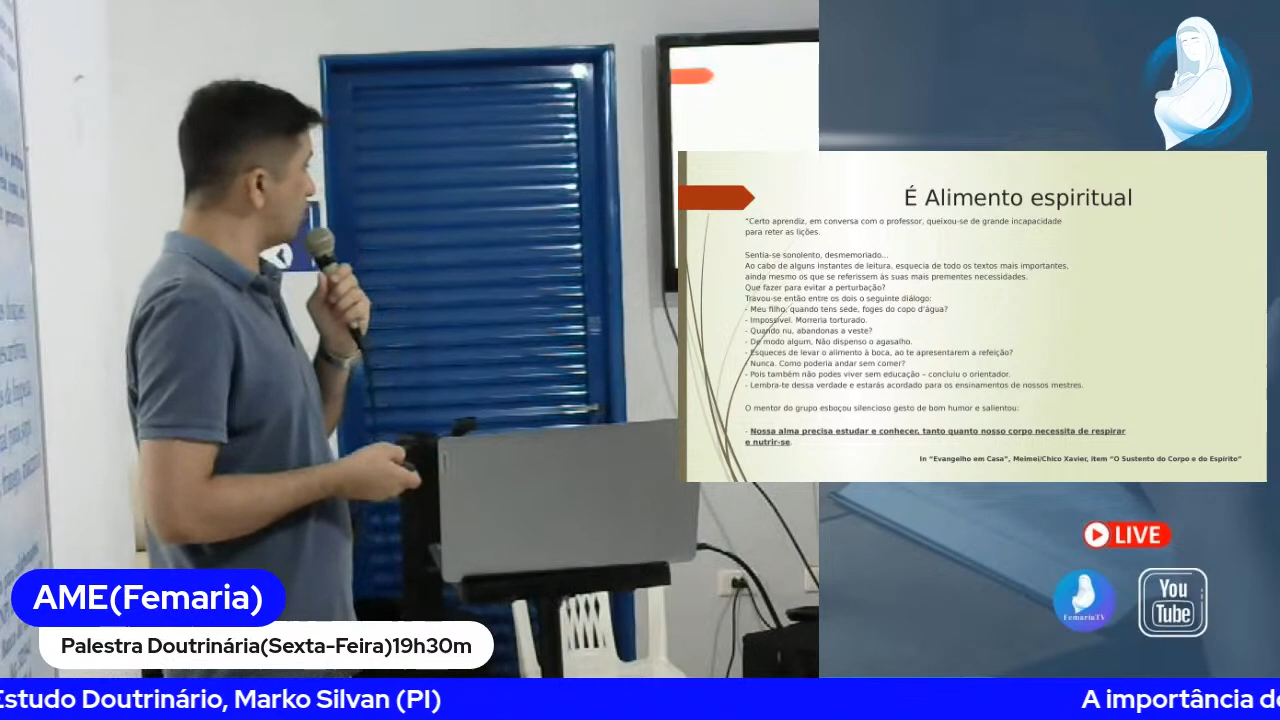 É Alimento espiritual
"Certo aprendiz, em conversa com o professor, queixou-se de grande incapacidade
para reter as lições.
Sentia-se sonolento, desmemoriado...
Ao cabo de alguns instantes de leitura, esquecia de todo os textos mais importantes,
ainda mesmo os que se referissem às suas mais prementes necesidades.
Que fazer para evitar a perturbação?
Travou-se então entre os dois o seguinte diálogo:
- Meu filho, quando tens sede, foges do copo d'água?
- Impossível. Morreria torturado.
- Quando nu, abandonas a veste?
- De modo algum, Não dispenso o agasalho.
- Esqueces de levar o alimento à boca, ao te apresentarem a refeição?
- Nunca. Como poderia andar sem comer?
- Pois também não podes viver sem educação – concluiu o orientador.
- Lembra-te dessa verdade e estarás acordado para os ensinamentos de nossos mestres.
O mentor do grupo esboçou silencioso gesto de bom humor e salientou:
- Nossa alma precisa estudar e conhecer, tanto quanto nosso corpo necessita de respirar
e nutrir-se.
In "Evangelho em Casa", Meimei/Chico Xavier, item "O Sustento do Corpo e do Espírito"
LIVE
FemariaTV
You
Tube
AME(Femaria)
Palestra Doutrinária(Sexta-Feira)19h30m
Estudo Doutrinário, Marko Silvan (PI)
A importância de